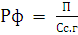 Рф = П / Сс.г